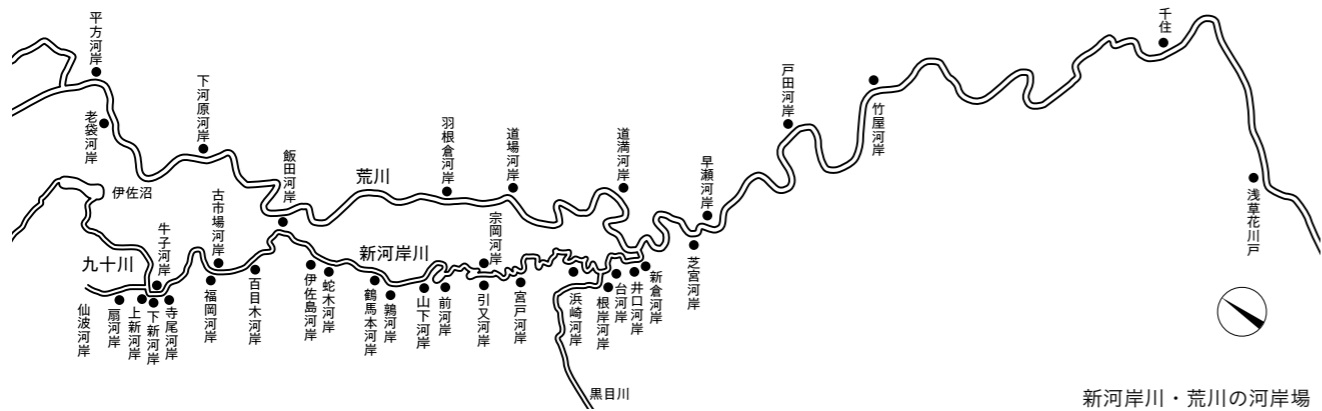 平方河岸
老袋河岸
下河原河岸
飯田河岸
荒川
羽根倉河岸
道場河岸
道満河岸
早瀬河岸
芝宮河岸
戸田河岸
竹屋河岸
千住
浅草花川戸
伊佐沼
九十川
牛子河岸
古市場河岸
新河岸川
宗岡河岸
仙波河岸
扇河岸
上新河岸
下新河岸
寺尾河岸
福岡河岸
百目木河岸
伊佐島河岸
蛇木河岸
鶴馬本河岸
鶉河岸
山下河岸
前河岸
引又河岸
宮戸河岸
浜崎河岸
根岸河岸
台河岸
井口河岸
新倉河岸
黒目川
新河岸川・荒川の河岸場